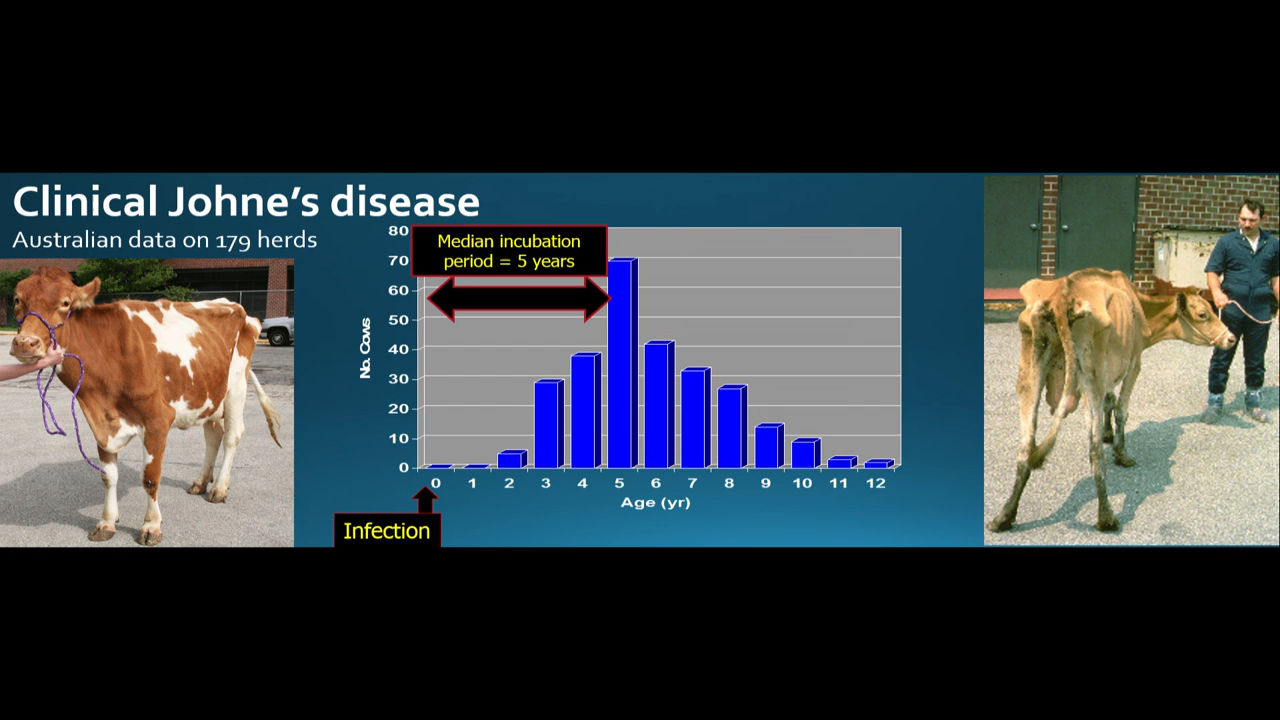 Clinical Johne's disease
Australian data on 179 herds
Median incubation
period = 5 years
80
70
60
50
40
30
20
10
0
No. Cows
0 1 2 3 4 5 6 7 8 9 10 11 12
Age (yr)
Infection